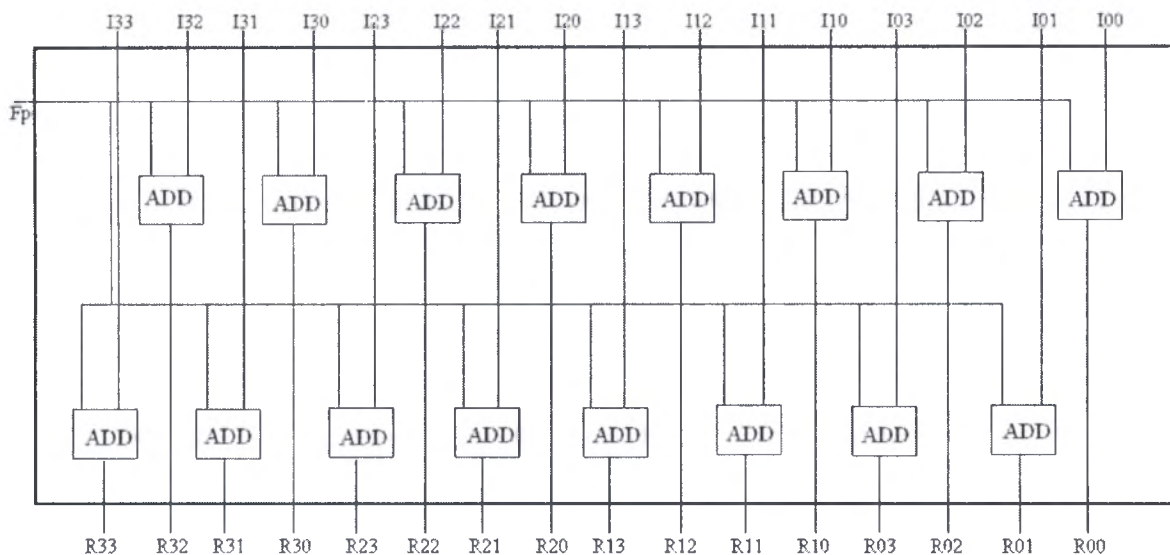 I33 I32 I31 I30 I23 I22 I21 I20 I13 I12 I11 I10 I03 I02 I01 I00
Fp
ADD ADD ADD ADD ADD ADD ADD ADD
ADD ADD ADD ADD ADD ADD ADD ADD
R33 R32 R31 R30 R23 R22 R21 R20 R13 R12 R11 R10 R03 R02 R01 R00